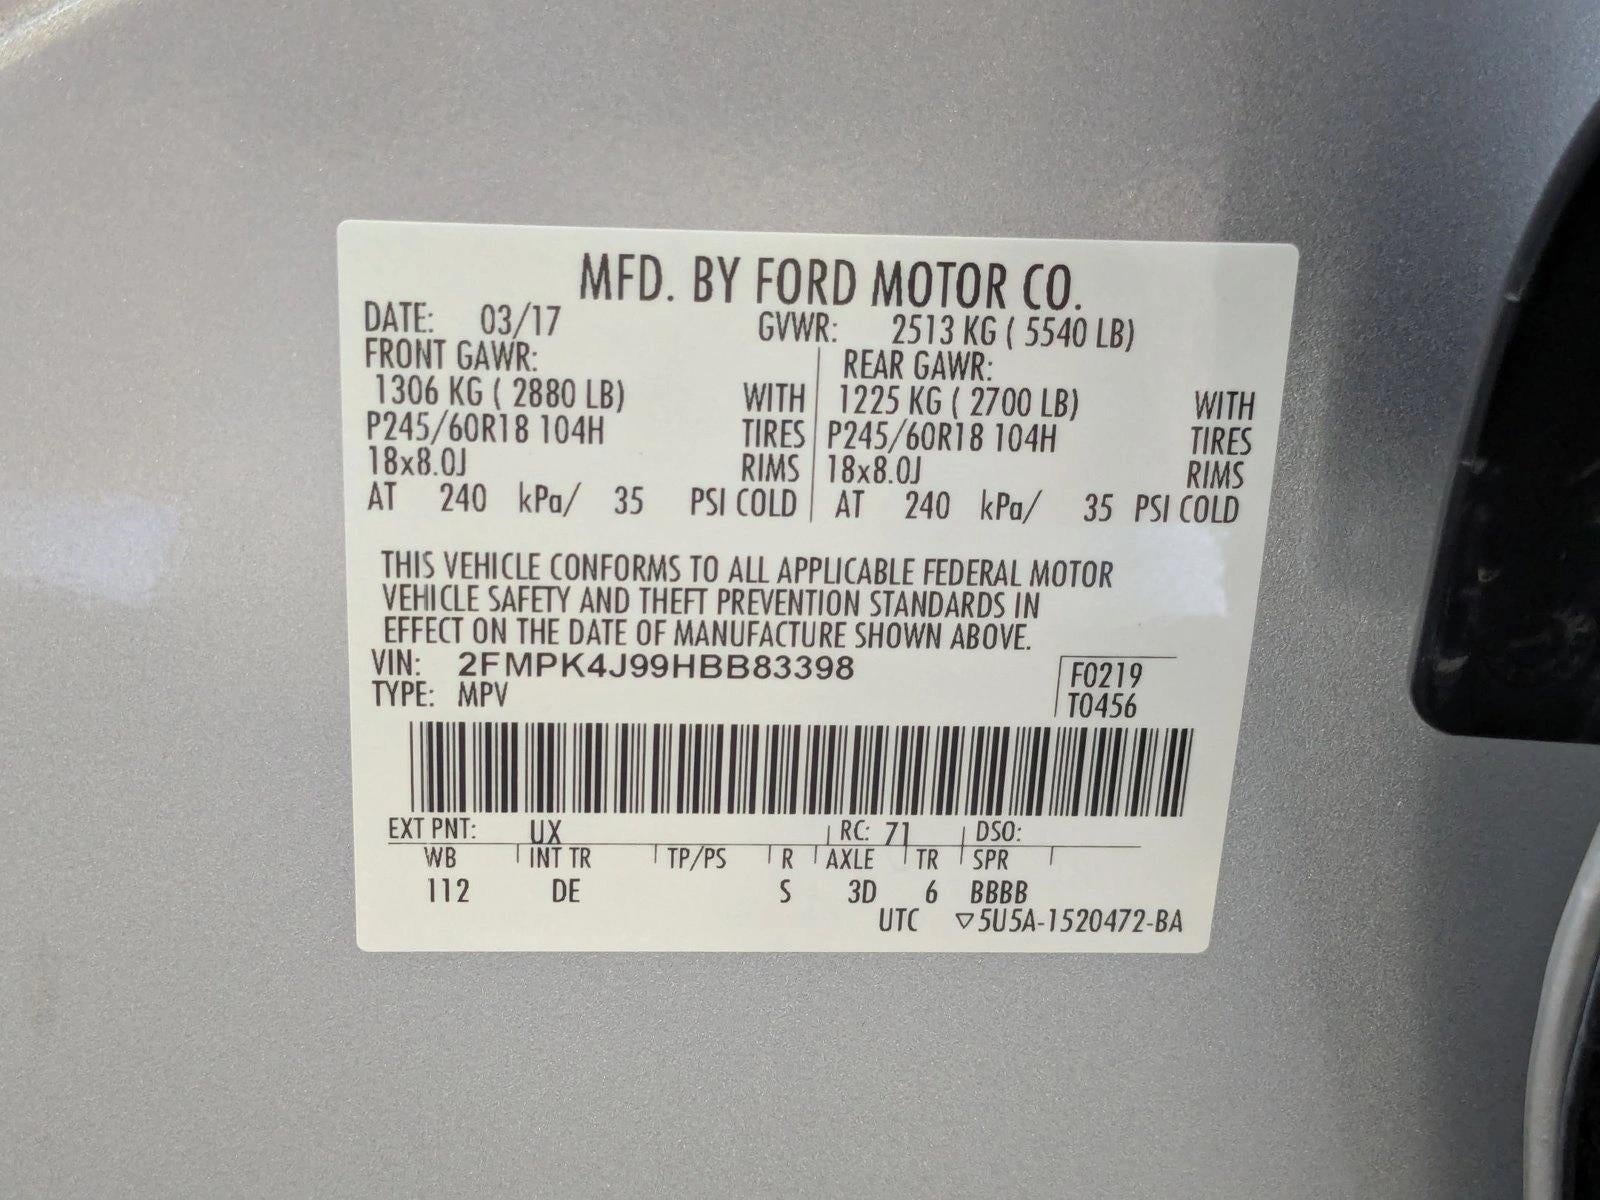 MFD. BY FORD MOTOR CO.
DATE: 03/17 GVWR: 2513 KG ( 5540 LB)
FRONT GAWR: REAR GAWR:
1306 KG ( 2880 LB) WITH 1225 KG ( 2700 LB) WITH
P245/60R18 104H TIRES P245/60R18 104H TIRES
18x8.0J RIMS 18x8.0J RIMS
AT 240 kPa/ 35 PSI COLD AT 240 kPa/ 35 PSI COLD
THIS VEHICLE CONFORMS TO ALL APPLICABLE FEDERAL MOTOR
VEHICLE SAFETY AND THEFT PREVENTION STANDARDS IN
EFFECT ON THE DATE OF MANUFACTURE SHOWN ABOVE.
VIN: 2FMPK4J99HBB83398 F0219
TYPE: MPV T0456
EXT PNT: UX RC: 71 DSO:
WB INT TR TP/PS R AXLE TR SPR
112 DE S 3D 6 BBBB
UTC ▽5U5A-1520472-BA